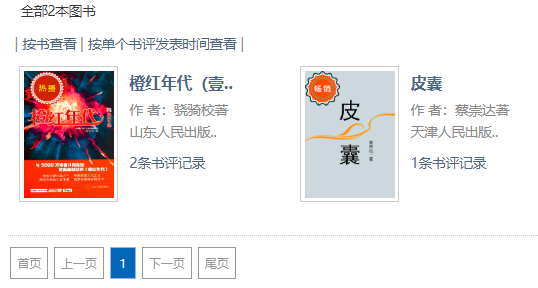 全部2本图书
| 按书查看 | 按单个书评发表时间查看 |
热播
橙红年代
橙红年代（壹..
作 者：骁骑校著
山东人民出版..
2条书评记录
畅销
皮
囊
皮囊
作 者：蔡崇达著
天津人民出版..
1条书评记录
首页 上一页 1 下一页 尾页